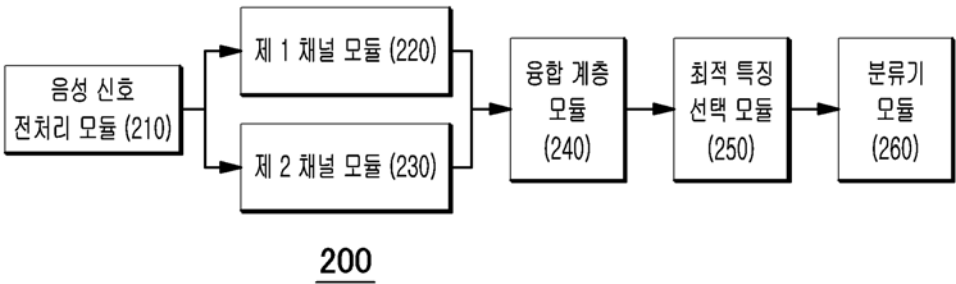 음성 신호
전처리 모듈 (210)
제 1 채널 모듈 (220)
제 2 채널 모듈 (230)
융합 계층
모듈
(240)
최적 특징
선택 모듈
(250)
분류기
모듈
(260)
200